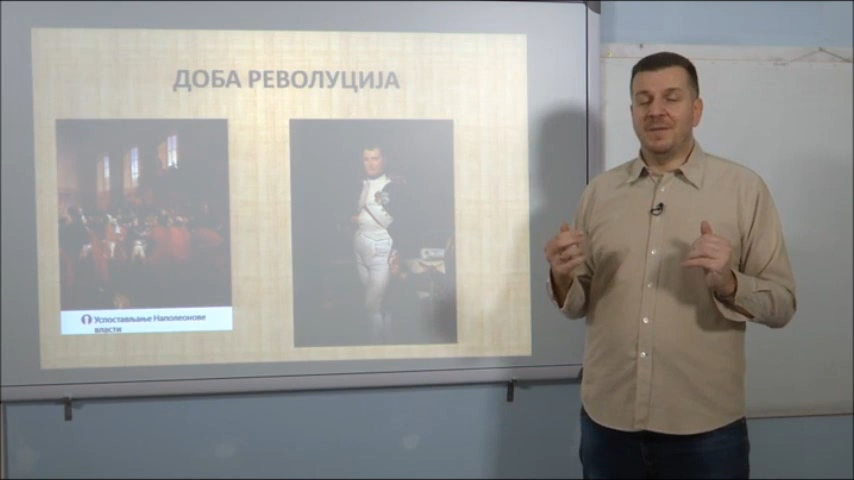 ДОБА РЕВОЛУЦИЈА
Успостављање Наполеонове
власти